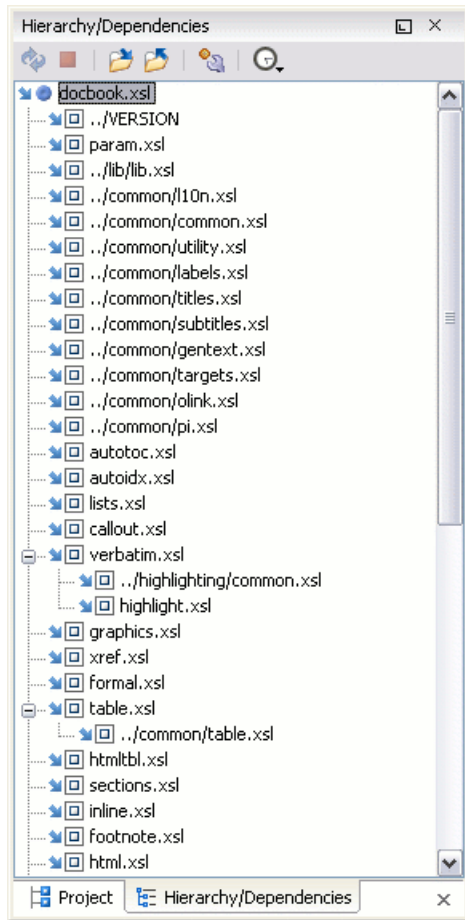 Hierarchy/Dependencies
docbook.xsl
../VERSION
param.xsl
../lib/lib.xsl
../common/l10n.xsl
../common/common.xsl
../common/utility.xsl
../common/labels.xsl
../common/titles.xsl
../common/subtitles.xsl
../common/gentext.xsl
../common/targets.xsl
../common/olink.xsl
../common/pi.xsl
autotoc.xsl
autoidx.xsl
lists.xsl
callout.xsl
verbatim.xsl
../highlighting/common.xsl
highlight.xsl
graphics.xsl
xref.xsl
formal.xsl
table.xsl
../common/table.xsl
htmltbl.xsl
sections.xsl
inline.xsl
footnote.xsl
html.xsl
Project Hierarchy/Dependencies